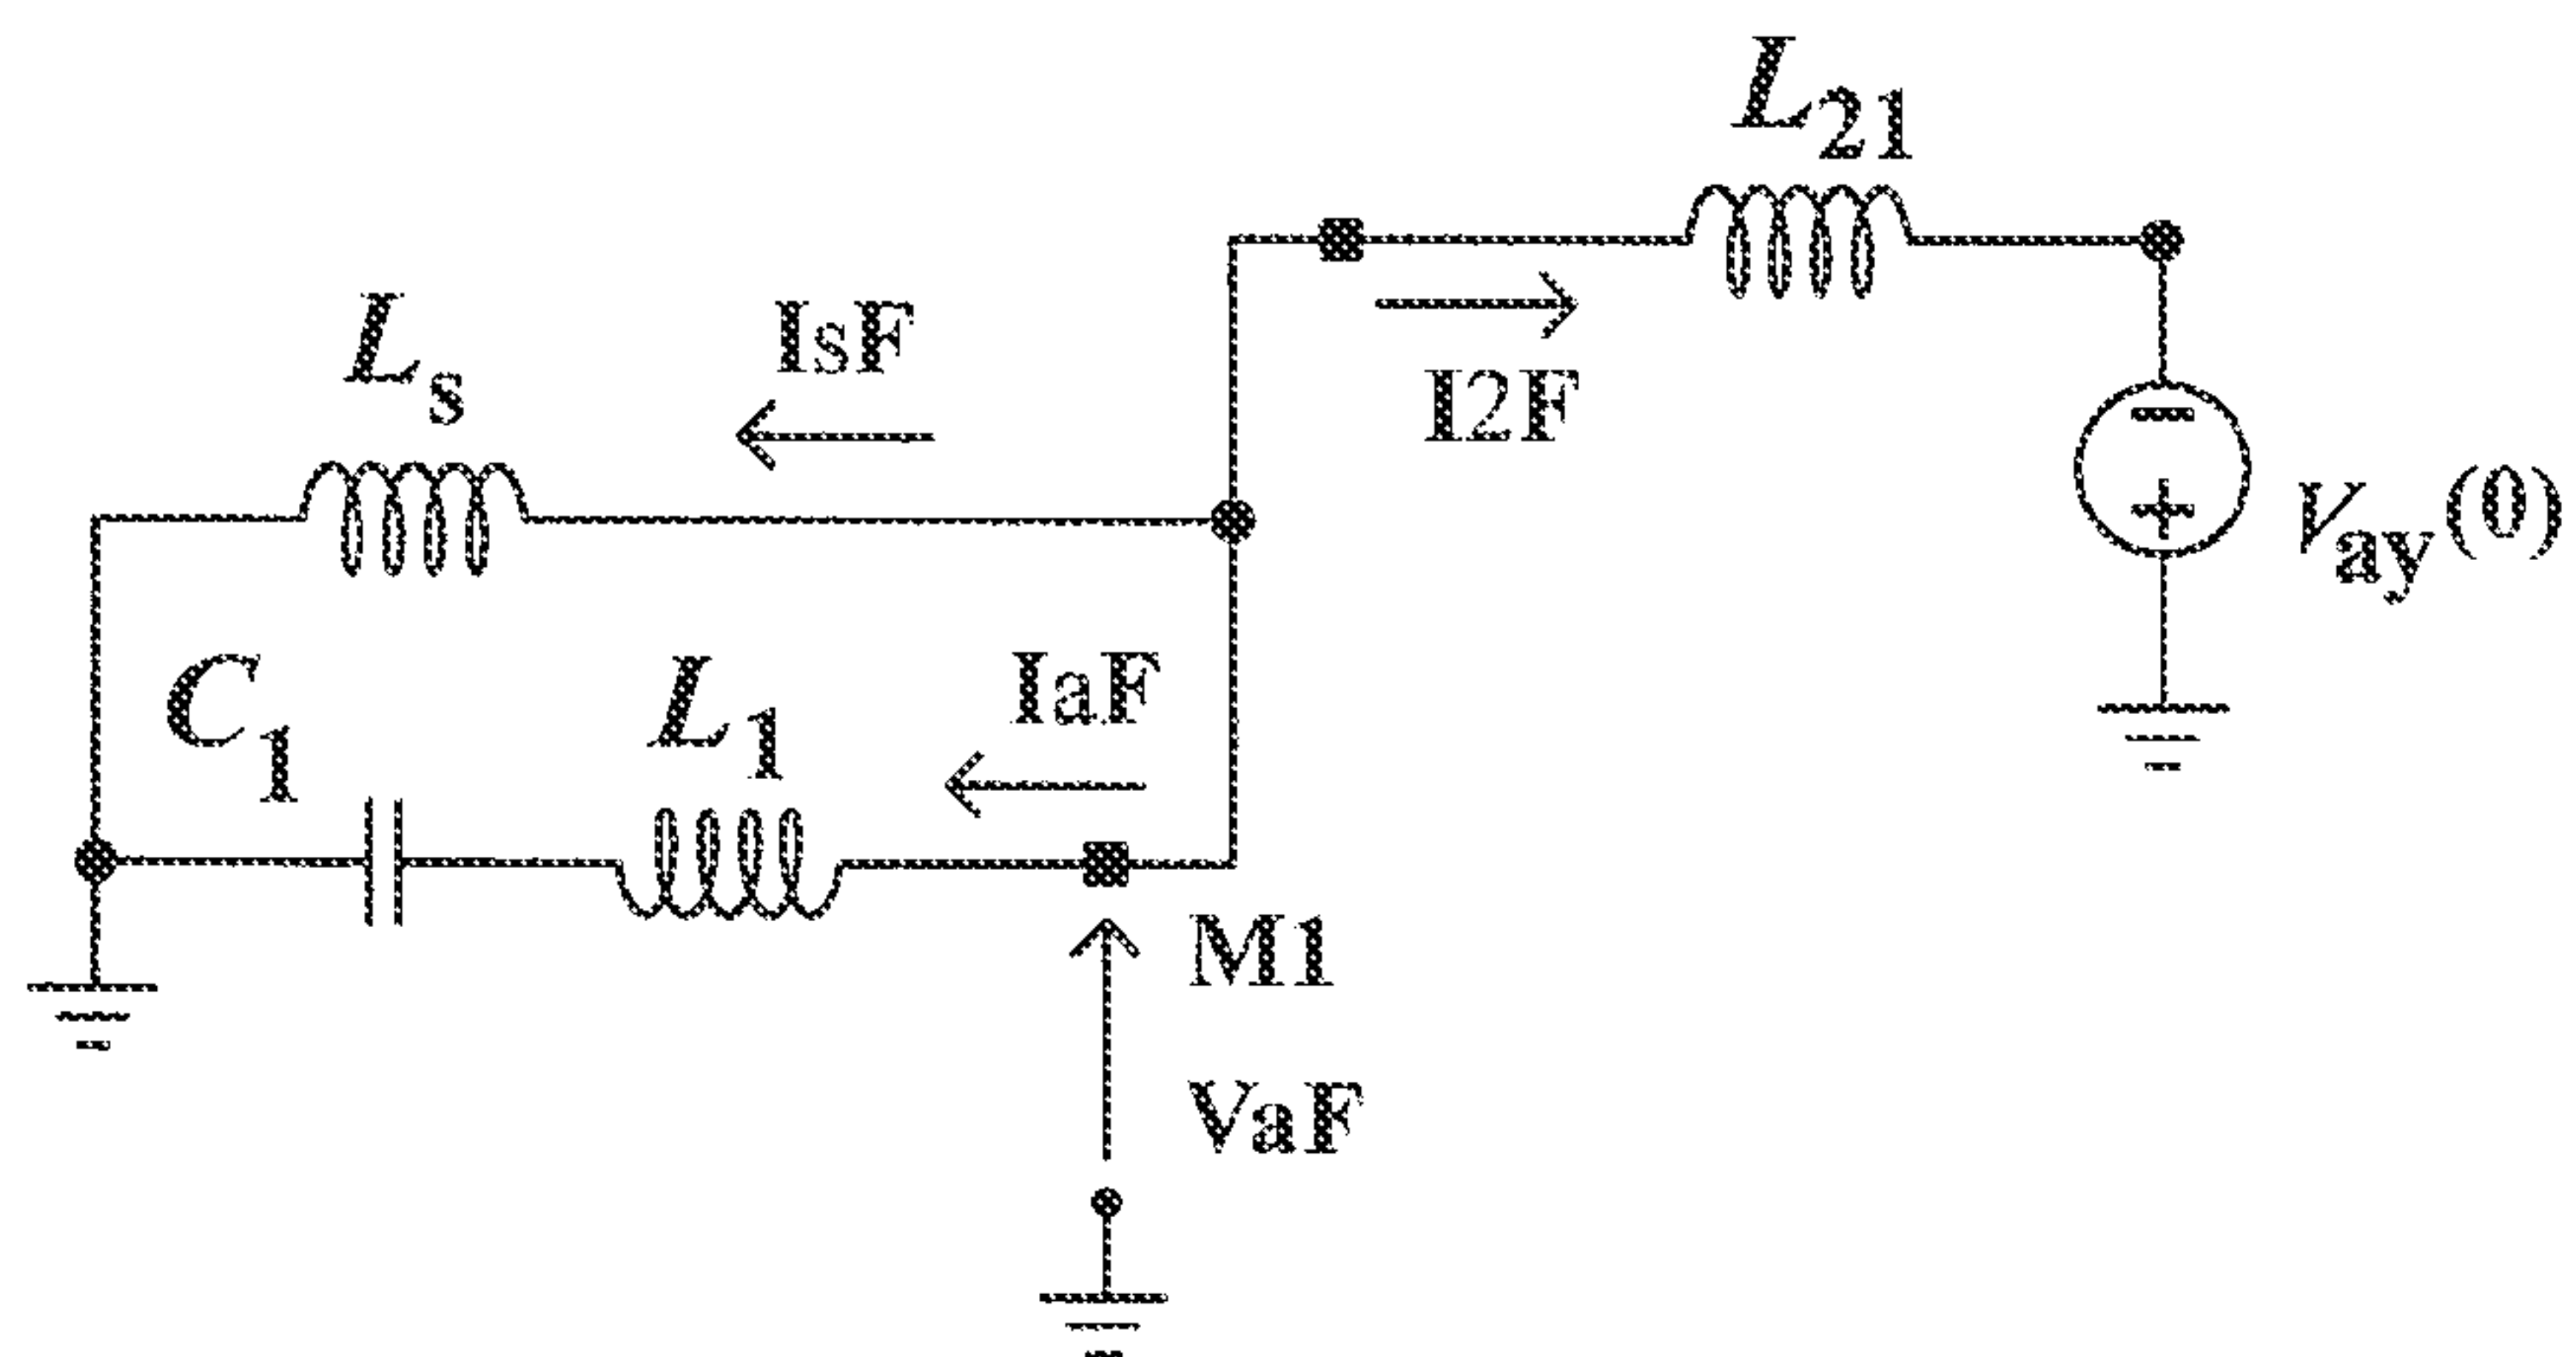 L21
Ls
IsF
I2F
− + Vay(0)
C1
L1
IaF
M1
VaF